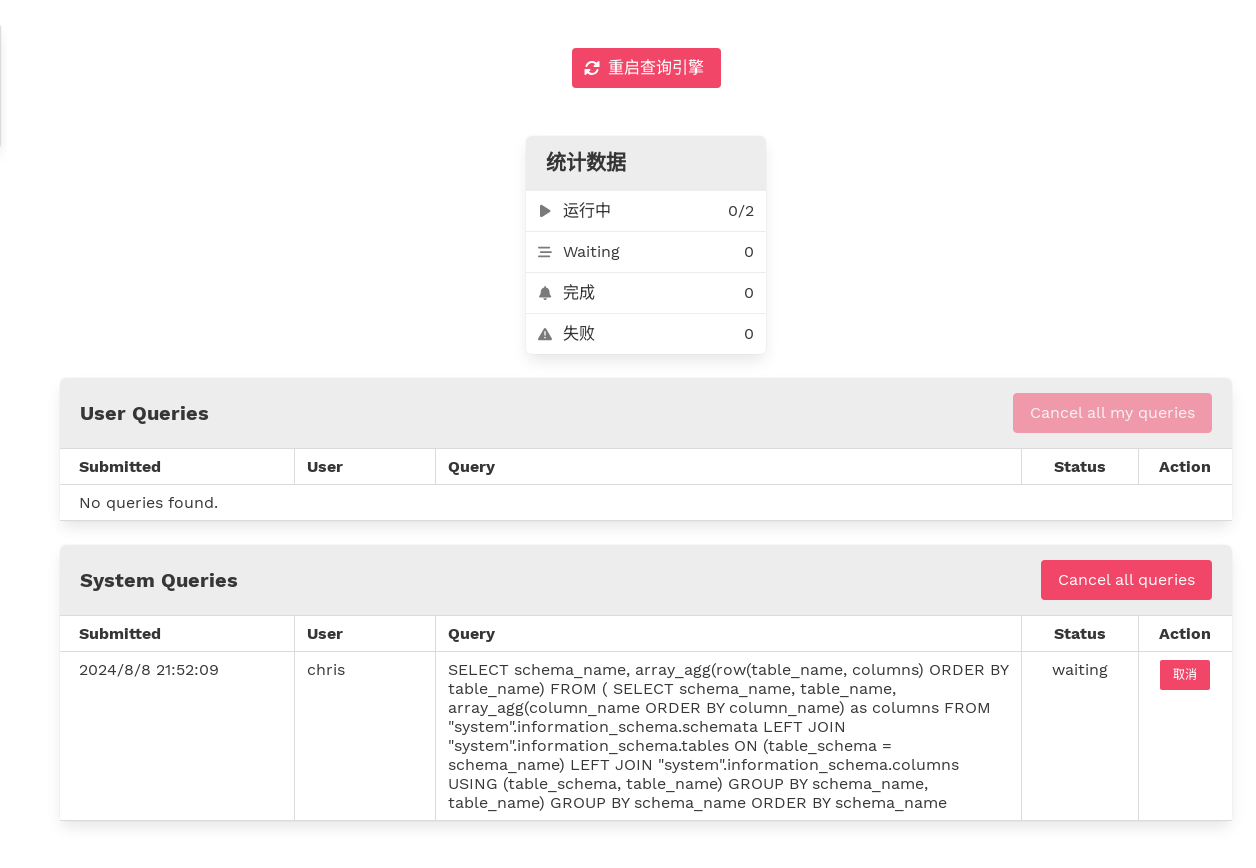 重启查询引擎
统计数据
运行中 0/2
Waiting 0
完成 0
失败 0
User Queries Cancel all my queries
Submitted User Query Status Action
No queries found.
System Queries Cancel all queries
Submitted User Query Status Action
2024/8/8 21:52:09 chris SELECT schema_name, array_agg(row(table_name, columns) ORDER BY waiting 取消
table_name) FROM ( SELECT schema_name, table_name,
array_agg(column_name ORDER BY column_name) as columns FROM
"system".information_schema.schemata LEFT JOIN
"system".information_schema.tables ON (table_schema =
schema_name) LEFT JOIN "system".information_schema.columns
USING (table_schema, table_name) GROUP BY schema_name,
table_name) GROUP BY schema_name ORDER BY schema_name